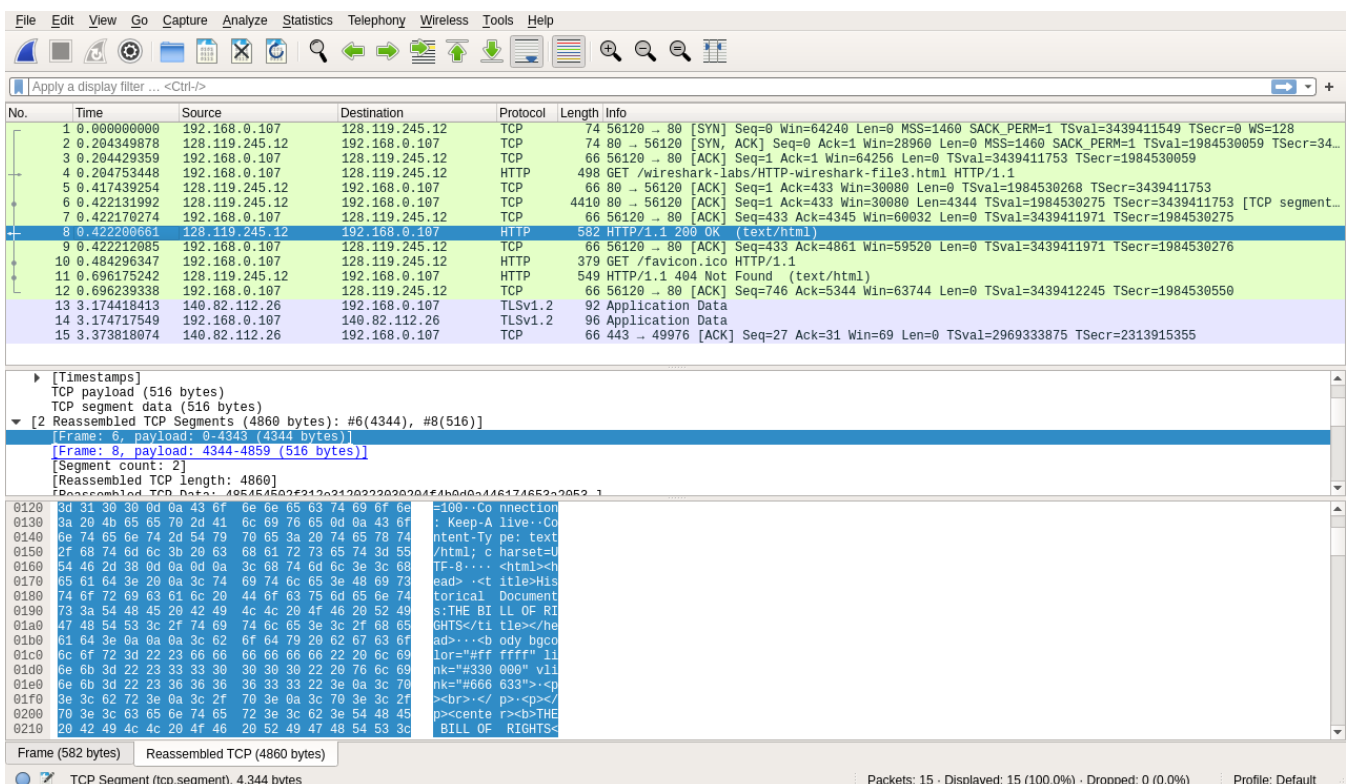 File Edit View Go Capture Analyze Statistics Telephony Wireless Tools Help
Apply a display filter … <Ctrl-/>
+
No. Time Source Destination Protocol Length Info
1 0.000000000 192.168.0.107 128.119.245.12 TCP 74 56120 → 80 [SYN] Seq=0 Win=64240 Len=0 MSS=1460 SACK_PERM=1 TSval=3439411549 TSecr=0 WS=128
2 0.204349878 128.119.245.12 192.168.0.107 TCP 74 80 → 56120 [SYN, ACK] Seq=0 Ack=1 Win=28960 Len=0 MSS=1460 SACK_PERM=1 TSval=1984530059 TSecr=34…
3 0.204429359 192.168.0.107 128.119.245.12 TCP 66 56120 → 80 [ACK] Seq=1 Ack=1 Win=64256 Len=0 TSval=3439411753 TSecr=1984530059
4 0.204753448 192.168.0.107 128.119.245.12 HTTP 498 GET /wireshark-labs/HTTP-wireshark-file3.html HTTP/1.1
5 0.417439254 128.119.245.12 192.168.0.107 TCP 66 80 → 56120 [ACK] Seq=1 Ack=433 Win=30080 Len=0 TSval=1984530268 TSecr=3439411753
6 0.422131992 128.119.245.12 192.168.0.107 TCP 4410 80 → 56120 [ACK] Seq=1 Ack=433 Win=30080 Len=4344 TSval=1984530275 TSecr=3439411753 [TCP segment…
7 0.422170274 192.168.0.107 128.119.245.12 TCP 66 56120 → 80 [ACK] Seq=433 Ack=4345 Win=60032 Len=0 TSval=3439411971 TSecr=1984530275
8 0.422200661 128.119.245.12 192.168.0.107 HTTP 582 HTTP/1.1 200 OK (text/html)
9 0.422212085 192.168.0.107 128.119.245.12 TCP 66 56120 → 80 [ACK] Seq=433 Ack=4861 Win=59520 Len=0 TSval=3439411971 TSecr=1984530276
10 0.484296347 192.168.0.107 128.119.245.12 HTTP 379 GET /favicon.ico HTTP/1.1
11 0.696175242 128.119.245.12 192.168.0.107 HTTP 549 HTTP/1.1 404 Not Found (text/html)
12 0.696239338 192.168.0.107 128.119.245.12 TCP 66 56120 → 80 [ACK] Seq=746 Ack=5344 Win=63744 Len=0 TSval=3439412245 TSecr=1984530550
13 3.174418413 140.82.112.26 192.168.0.107 TLSv1.2 92 Application Data
14 3.174717549 192.168.0.107 140.82.112.26 TLSv1.2 96 Application Data
15 3.373818074 140.82.112.26 192.168.0.107 TCP 66 443 → 49976 [ACK] Seq=27 Ack=31 Win=69 Len=0 TSval=2969333875 TSecr=2313915355
[Timestamps]
TCP payload (516 bytes)
TCP segment data (516 bytes)
[2 Reassembled TCP Segments (4860 bytes): #6(4344), #8(516)]
[Frame: 6, payload: 0-4343 (4344 bytes)]
[Frame: 8, payload: 4344-4859 (516 bytes)]
[Segment count: 2]
[Reassembled TCP length: 4860]
[Reassembled TCP Data: 485454502f312e3120323030204f4b0d0a446174653a2053…]
0120 3d 31 30 30 0d 0a 43 6f 6e 6e 65 63 74 69 6f 6e =100··Co nnection
0130 3a 20 4b 65 65 70 2d 41 6c 69 76 65 0d 0a 43 6f : Keep-A live··Co
0140 6e 74 65 6e 74 2d 54 79 70 65 3a 20 74 65 78 74 ntent-Ty pe: text
0150 2f 68 74 6d 6c 3b 20 63 68 61 72 73 65 74 3d 55 /html; c harset=U
0160 54 46 2d 38 0d 0a 0d 0a 3c 68 74 6d 6c 3e 3c 68 TF-8···· <html><h
0170 65 61 64 3e 20 0a 3c 74 69 74 6c 65 3e 48 69 73 ead> ·<t itle>His
0180 74 6f 72 69 63 61 6c 20 44 6f 63 75 6d 65 6e 74 torical Document
0190 73 3a 54 48 45 20 42 49 4c 4c 20 4f 46 20 52 49 s:THE BI LL OF RI
01a0 47 48 54 53 3c 2f 74 69 74 6c 65 3e 3c 2f 68 65 GHTS</ti tle></he
01b0 61 64 3e 0a 0a 0a 3c 62 6f 64 79 20 62 67 63 6f ad>···<b ody bgco
01c0 6c 6f 72 3d 22 23 66 66 66 66 66 66 22 20 6c 69 lor="#ff ffff" li
01d0 6e 6b 3d 22 23 33 33 30 30 30 30 22 20 76 6c 69 nk="#330 000" vli
01e0 6e 6b 3d 22 23 36 36 36 36 33 33 22 3e 0a 3c 70 nk="#666 633">·<p
01f0 3e 3c 62 72 3e 0a 3c 2f 70 3e 0a 3c 70 3e 3c 2f ><br>·</ p>·<p></
0200 70 3e 3c 63 65 6e 74 65 72 3e 3c 62 3e 54 48 45 p><cente r><b>THE
0210 20 42 49 4c 4c 20 4f 46 20 52 49 47 48 54 53 3c BILL OF RIGHTS<
Frame (582 bytes) Reassembled TCP (4860 bytes)
TCP Segment (tcp.segment), 4,344 bytes Packets: 15 · Displayed: 15 (100.0%) · Dropped: 0 (0.0%) Profile: Default